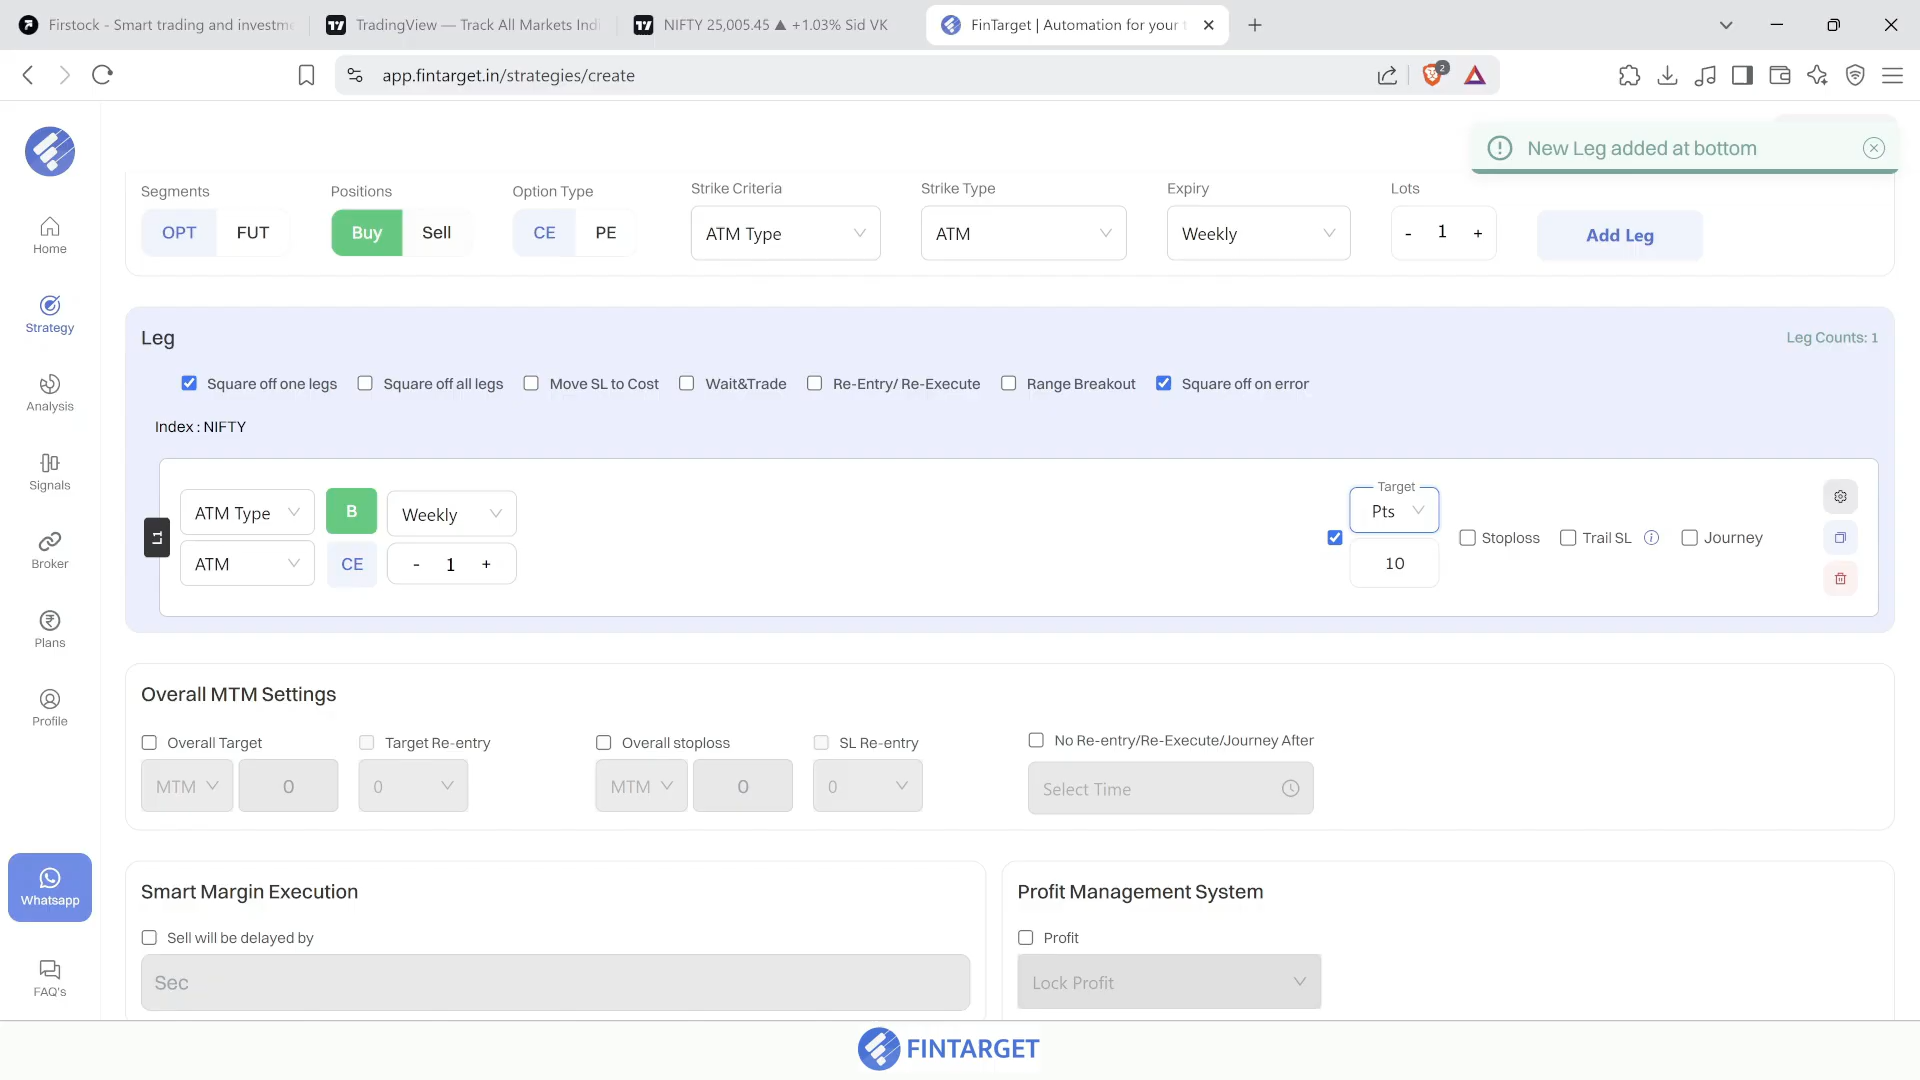 Firstock - Smart trading and investme
TradingView — Track All Markets Indi
NIFTY 25,005.45 ▲ +1.03% Sid VK
FinTarget | Automation for your t
app.fintarget.in/strategies/create
2
New Leg added at bottom
Segments
Positions
Option Type
Strike Criteria
Strike Type
Expiry
Lots
OPT
FUT
Buy
Sell
CE
PE
ATM Type
ATM
Weekly
- 1 +
Add Leg
Home
Strategy
Analysis
Signals
Broker
Plans
Profile
Whatsapp
FAQ's
Leg
Leg Counts: 1
Square off one legs
Square off all legs
Move SL to Cost
Wait&Trade
Re-Entry/ Re-Execute
Range Breakout
Square off on error
Index : NIFTY
L1
ATM Type
B
Weekly
ATM
CE
- 1 +
Target
Pts
10
Stoploss
Trail SL
Journey
Overall MTM Settings
Overall Target
Target Re-entry
Overall stoploss
SL Re-entry
No Re-entry/Re-Execute/Journey After
MTM
0
0
MTM
0
0
Select Time
Smart Margin Execution
Sell will be delayed by
Sec
Profit Management System
Profit
Lock Profit
FINTARGET